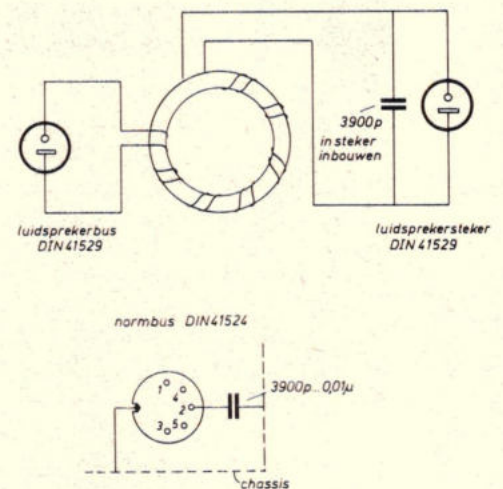 3900p
in steker
inbouwen
luidsprekerbus
DIN 41529
luidsprekersteker
DIN 41529
normbus DIN 41524
1
4
2
3
5
3900p...0,01µ
chassis